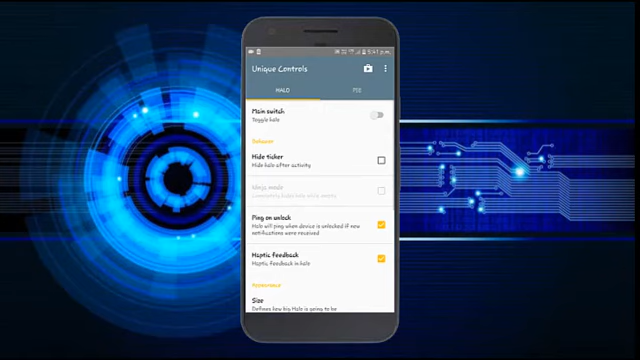 9:41 p.m.
Unique Controls
HALO PIE
Main switch
Toggle halo
Behavior
Hide ticker
Hide halo after activity
Ninja mode
Ping on unlock
Halo will ping when device is unlocked if new
notifications were received
Haptic feedback
Haptic feedback in halo
Appearance
Size
Defines how big Halo is going to be